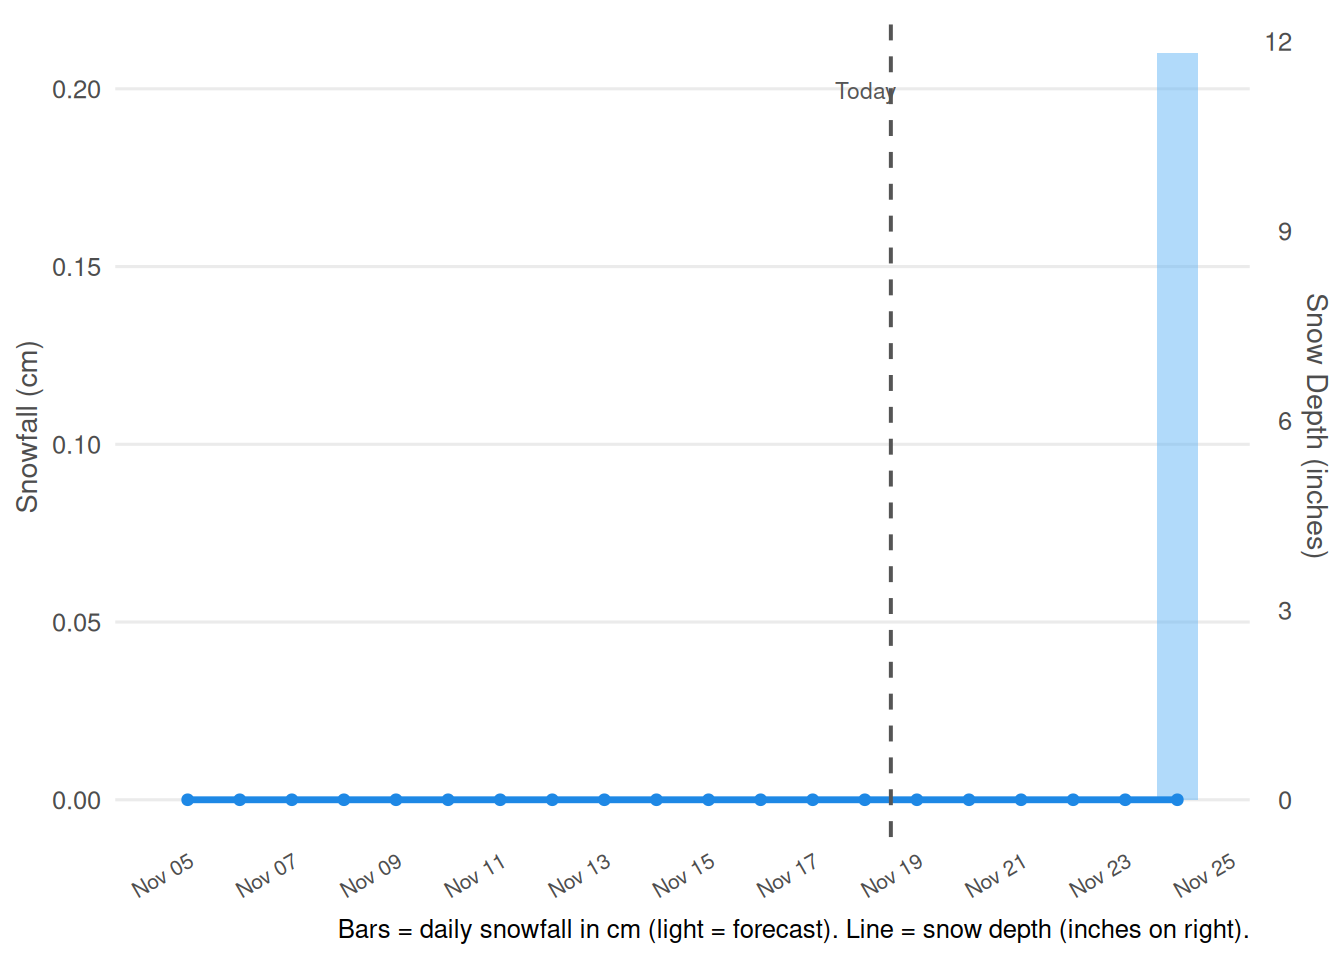 12
0.20
Today
9
0.15
Snowfall (cm)
Snow Depth (inches)
0.10
6
0.05
3
0.00
0
Nov 05
Nov 07
Nov 09
Nov 11
Nov 13
Nov 15
Nov 17
Nov 19
Nov 21
Nov 23
Nov 25
Bars = daily snowfall in cm (light = forecast). Line = snow depth (inches on right).